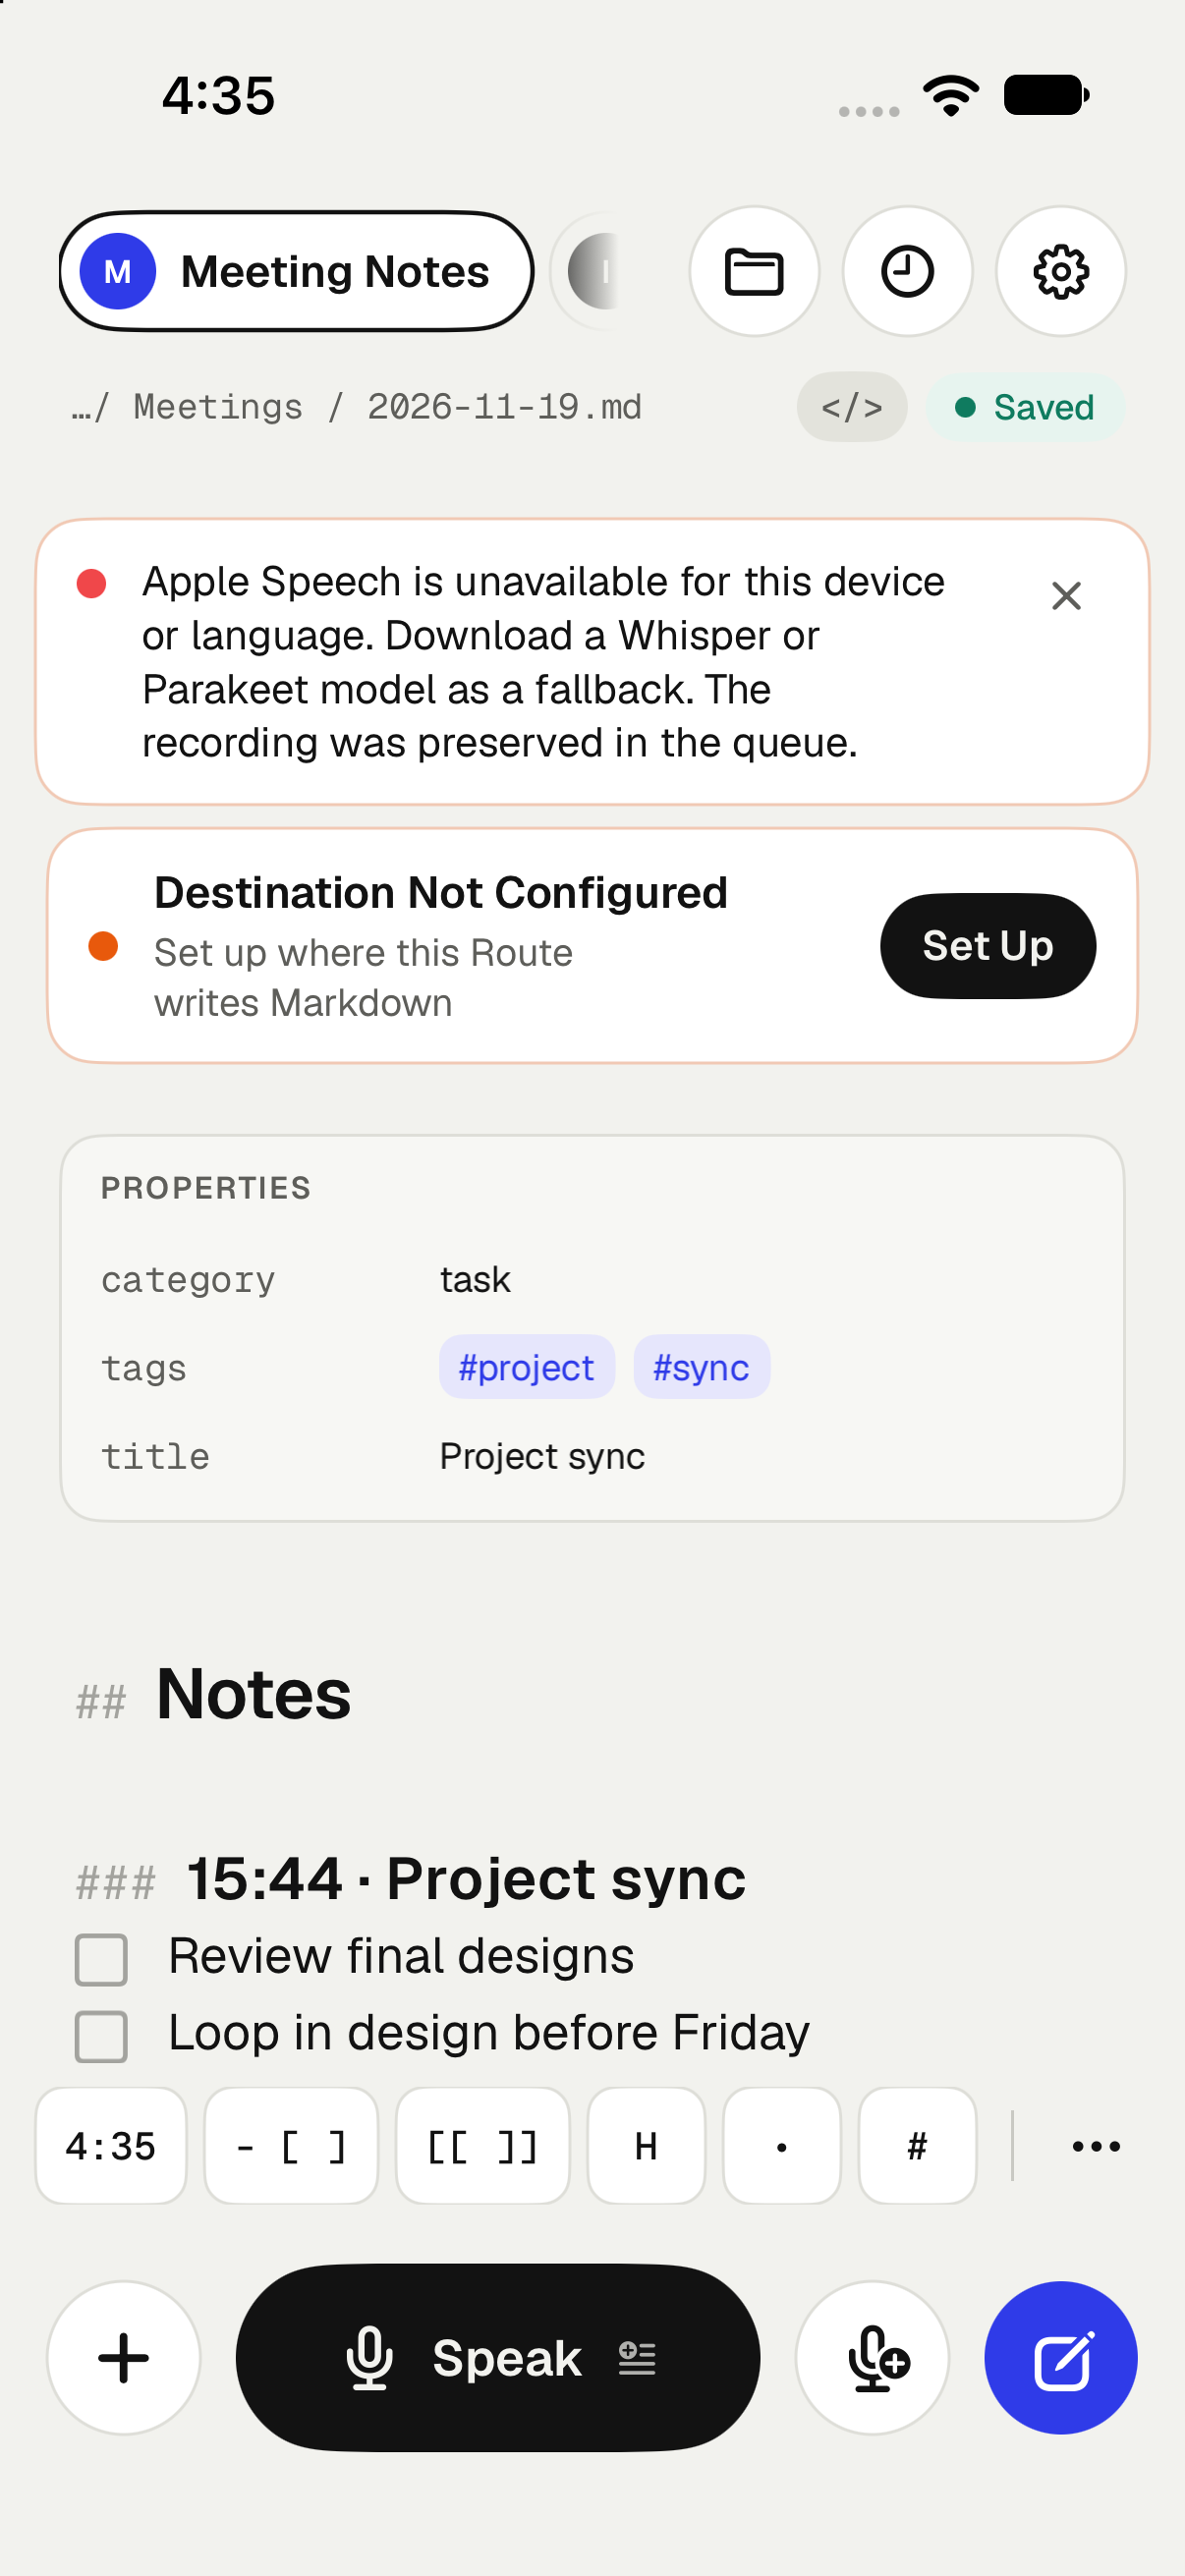 4:35
M Meeting Notes
…/ Meetings / 2026-11-19.md </> Saved
Apple Speech is unavailable for this device
or language. Download a Whisper or
Parakeet model as a fallback. The
recording was preserved in the queue.
Destination Not Configured
Set up where this Route
writes Markdown
Set Up
PROPERTIES
category task
tags #project #sync
title Project sync
## Notes
### 15:44 · Project sync
Review final designs
Loop in design before Friday
4:35 - [ ] [[ ]] H • # •••
Speak